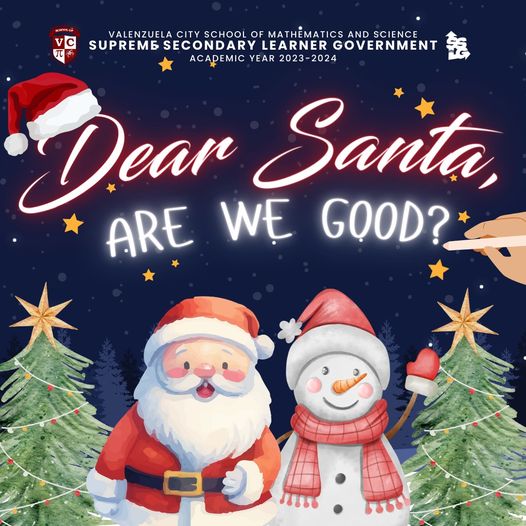 VALENZUELA CITY SCHOOL OF MATHEMATICS AND SCIENCE
SUPREME SECONDARY LEARNER GOVERNMENT
ACADEMIC YEAR 2023-2024
Dear Santa,
ARE WE GOOD?